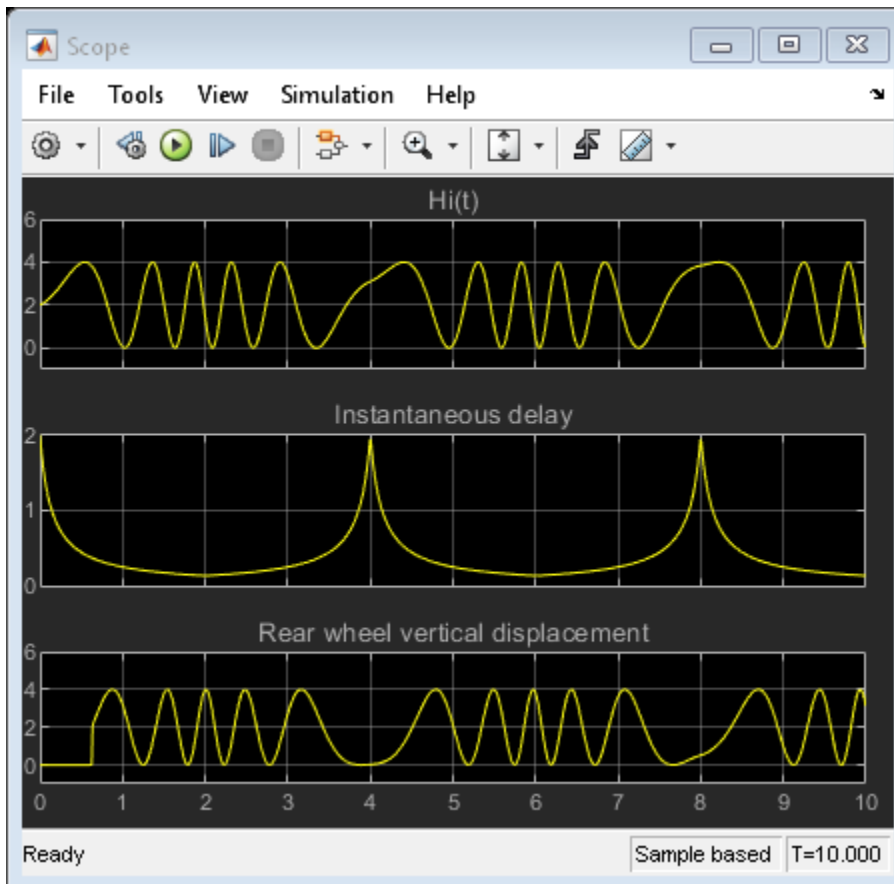 Scope
File Tools View Simulation Help
Hi(t)
6
4
2
0
Instantaneous delay
2
1
0
Rear wheel vertical displacement
6
4
2
0
0 1 2 3 4 5 6 7 8 9 10
Ready Sample based T=10.000